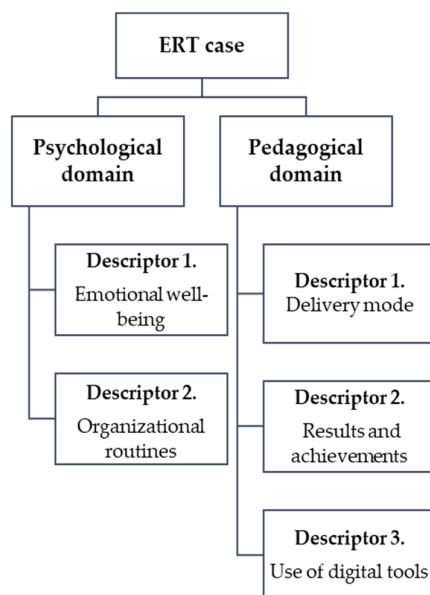 ERT case
Psychological
domain
Pedagogical
domain
Descriptor 1.
Emotional well-
being
Descriptor 2.
Organizational
routines
Descriptor 1.
Delivery mode
Descriptor 2.
Results and
achievements
Descriptor 3.
Use of digital tools